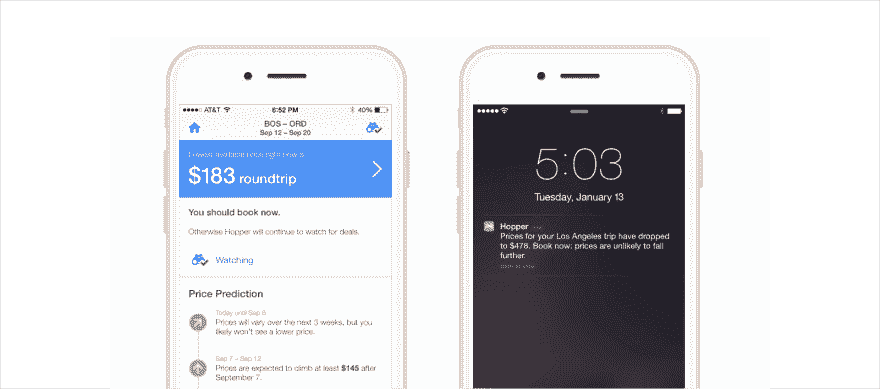 AT&T
6:52 PM
40%
BOS – ORD
Sep 12 – Sep 20
$183 roundtrip
You should book now.
Otherwise Hopper will continue to watch for deals.
Watching
Price Prediction
Today until Sep 6
Prices will vary over the next 3 weeks, but you
likely won't see a lower price.
Sep 7 – Sep 12
Prices are expected to climb at least $145 after
September 7.
5:03
Tuesday, January 13
Hopper
Prices for your Los Angeles trip have dropped
to $478. Book now: prices are unlikely to fall
further.